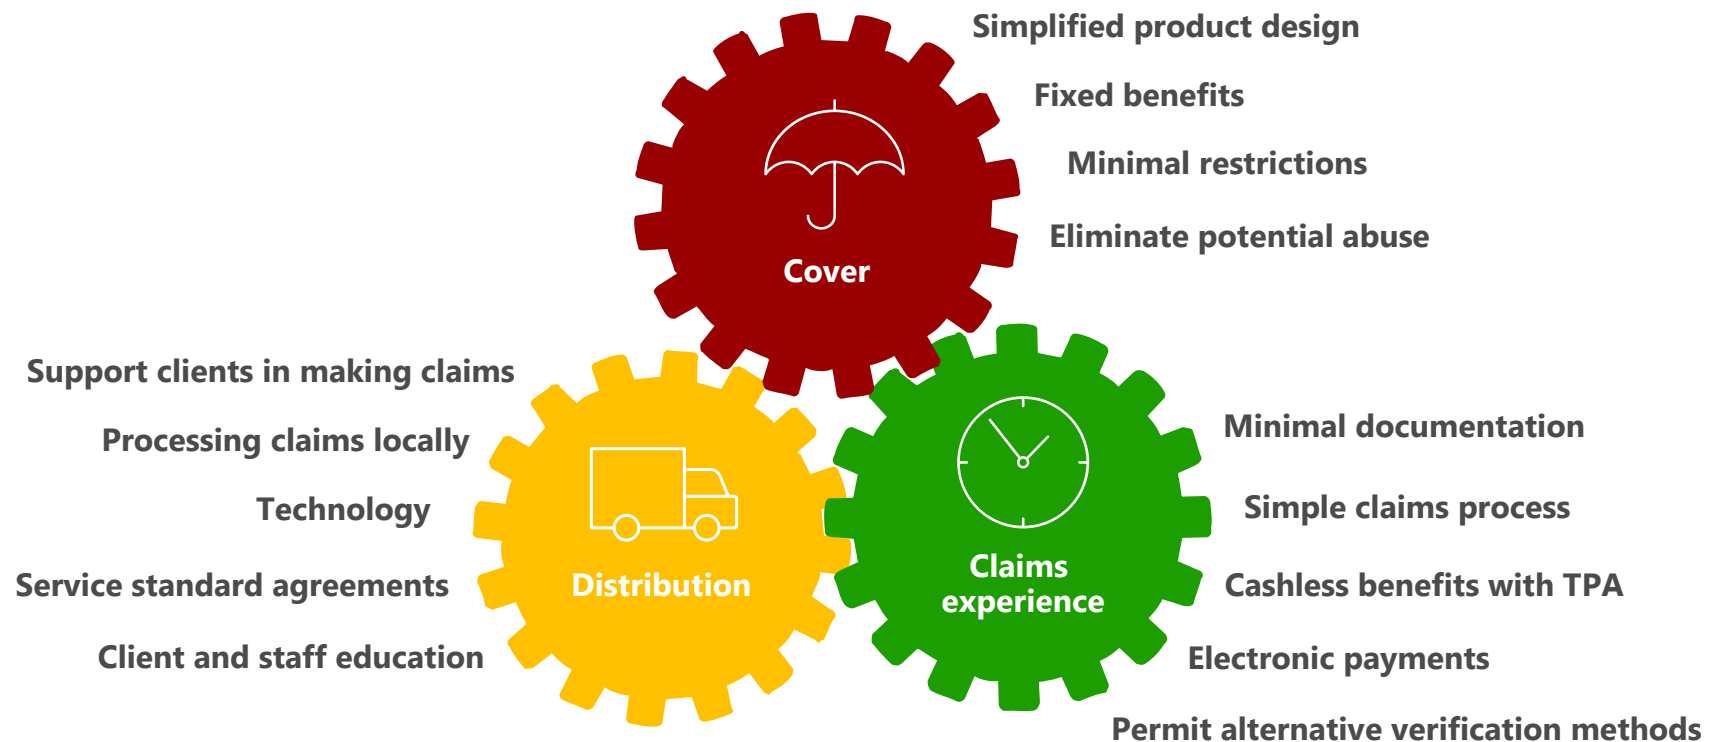 Simplified product design
Fixed benefits
Minimal restrictions
Eliminate potential abuse
Cover
Support clients in making claims
Processing claims locally
Technology
Service standard agreements
Client and staff education
Distribution
Claims
experience
Minimal documentation
Simple claims process
Cashless benefits with TPA
Electronic payments
Permit alternative verification methods